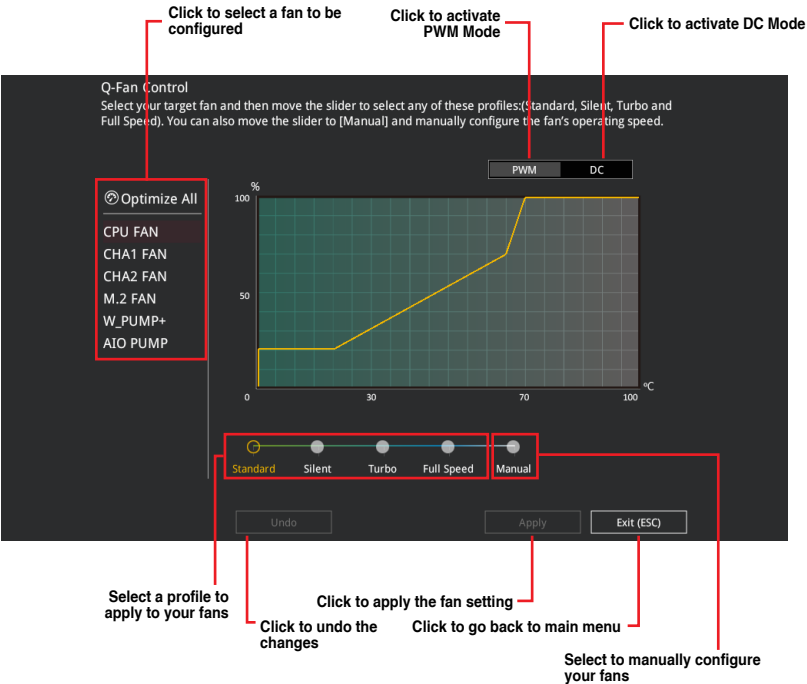 Click to select a fan to be
configured
Click to activate
PWM Mode
Click to activate DC Mode
Q-Fan Control
Select your target fan and then move the slider to select any of these profiles:(Standard, Silent, Turbo and
Full Speed). You can also move the slider to [Manual] and manually configure the fan's operating speed.
PWM DC
Optimize All
CPU FAN
CHA1 FAN
CHA2 FAN
M.2 FAN
W_PUMP+
AIO PUMP
%
100
50
0 30 70 100
°C
Standard Silent Turbo Full Speed Manual
Undo Apply Exit (ESC)
Select a profile to
apply to your fans
Click to undo the
changes
Click to apply the fan setting
Click to go back to main menu
Select to manually configure
your fans